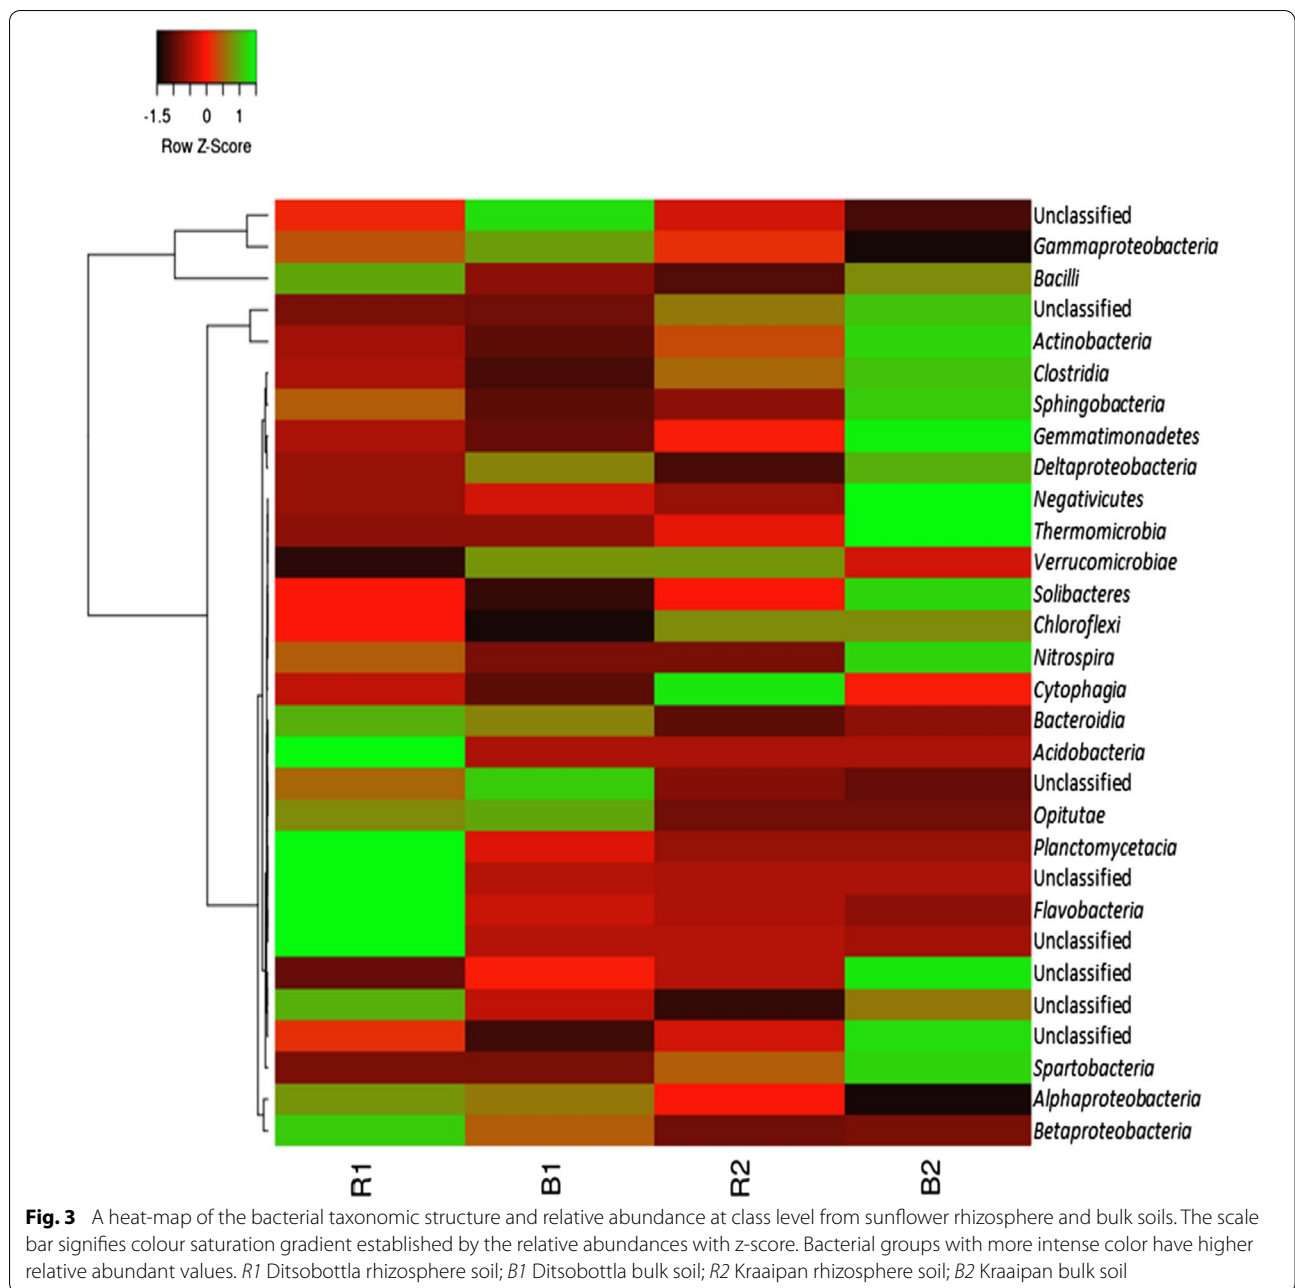 -1.5 0 1
Row Z-Score
Unclassified
Gammaproteobacteria
Bacilli
Unclassified
Actinobacteria
Clostridia
Sphingobacteria
Gemmatimonadetes
Deltaproteobacteria
Negativicutes
Thermomicrobia
Verrucomicrobiae
Solibacteres
Chloroflexi
Nitrospira
Cytophagia
Bacteroidia
Acidobacteria
Unclassified
Opitutae
Planctomycetacia
Unclassified
Flavobacteria
Unclassified
Unclassified
Unclassified
Unclassified
Spartobacteria
Alphaproteobacteria
Betaproteobacteria
R1 B1 R2 B2
Fig. 3 A heat-map of the bacterial taxonomic structure and relative abundance at class level from sunflower rhizosphere and bulk soils. The scale
bar signifies colour saturation gradient established by the relative abundances with z-score. Bacterial groups with more intense color have higher
relative abundant values. R1 Ditsobottla rhizosphere soil; B1 Ditsobottla bulk soil; R2 Kraaipan rhizosphere soil; B2 Kraaipan bulk soil